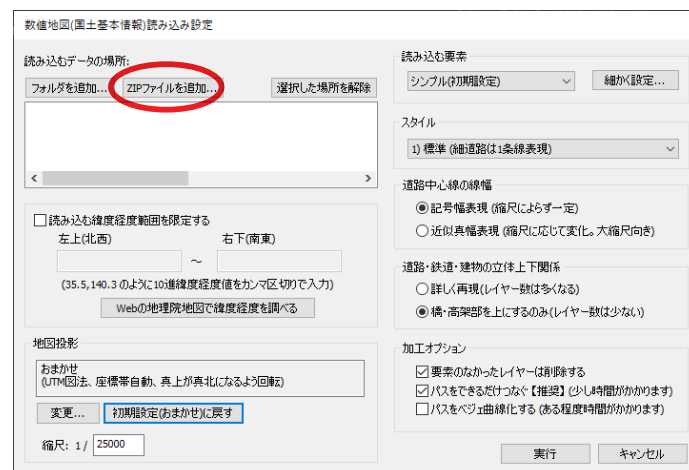 数値地図(国土基本情報)読み込み設定
読み込むデータの場所:
フォルダを追加...
ZIPファイルを追加...
選択した場所を解除
読み込む緯度経度範囲を限定する
左上(北西)
右下(南東)
～
(35.5,140.3 のように10進緯度経度値をカンマ区切りで入力)
Webの地理院地図で緯度経度を調べる
地図投影
おまかせ
(UTM図法、座標帯自動、真上が真北になるよう回転)
変更...
初期設定(おまかせ)に戻す
縮尺: 1/ 25000
読み込む要素
シンプル(初期設定)
細かく設定...
スタイル
1) 標準 (細道路は1条線表現)
道路中心線の線幅
記号幅表現 (縮尺によらず一定)
近似真幅表現 (縮尺に応じて変化。大縮尺向き)
道路・鉄道・建物の立体上下関係
詳しく再現(レイヤー数は多くなる)
橋・高架部を上にするのみ(レイヤー数は少ない)
加工オプション
要素のなかったレイヤーは削除する
パスをできるだけつなぐ【推奨】 (少し時間がかかります)
パスをベジェ曲線化する (ある程度時間がかかります)
実行
キャンセル